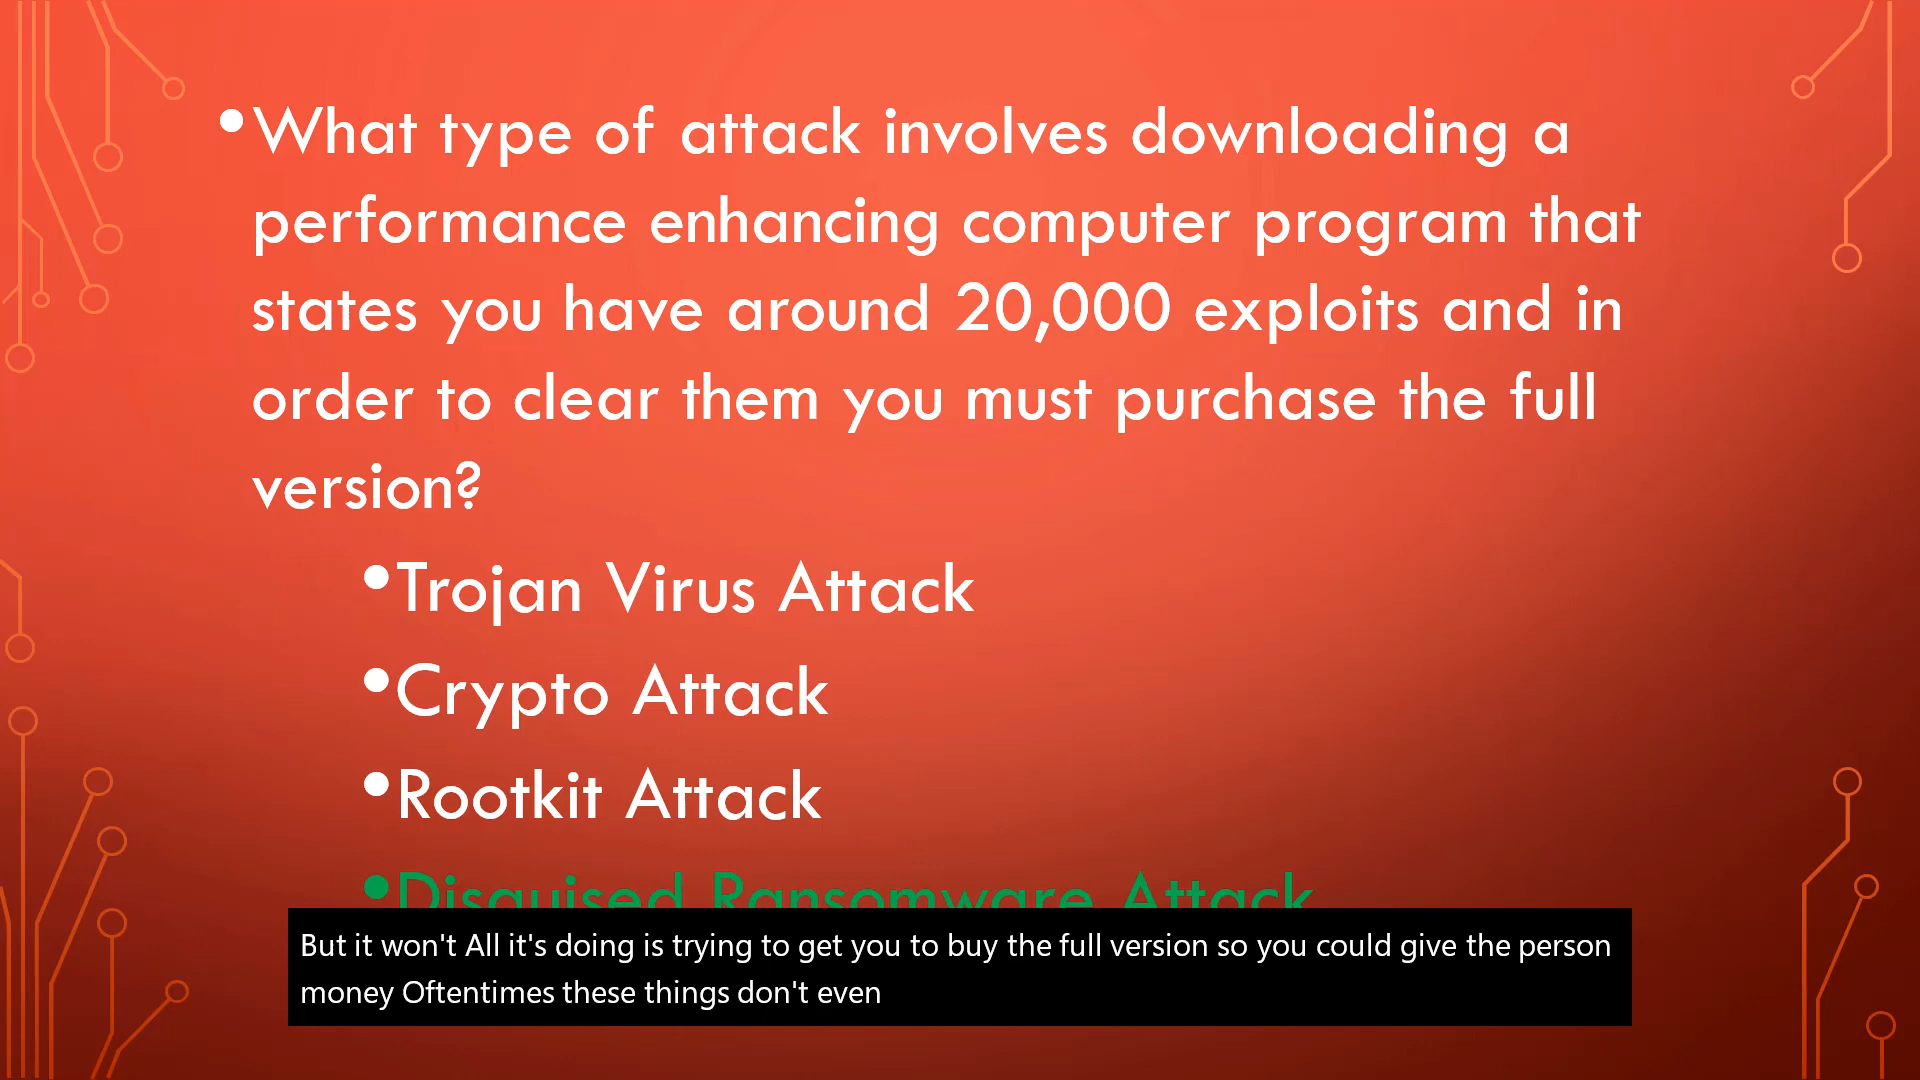 •What type of attack involves downloading a
performance enhancing computer program that
states you have around 20,000 exploits and in
order to clear them you must purchase the full
version?
•Trojan Virus Attack
•Crypto Attack
•Rootkit Attack
•Disguised Ransomware Attack
But it won't All it's doing is trying to get you to buy the full version so you could give the person
money Oftentimes these things don't even